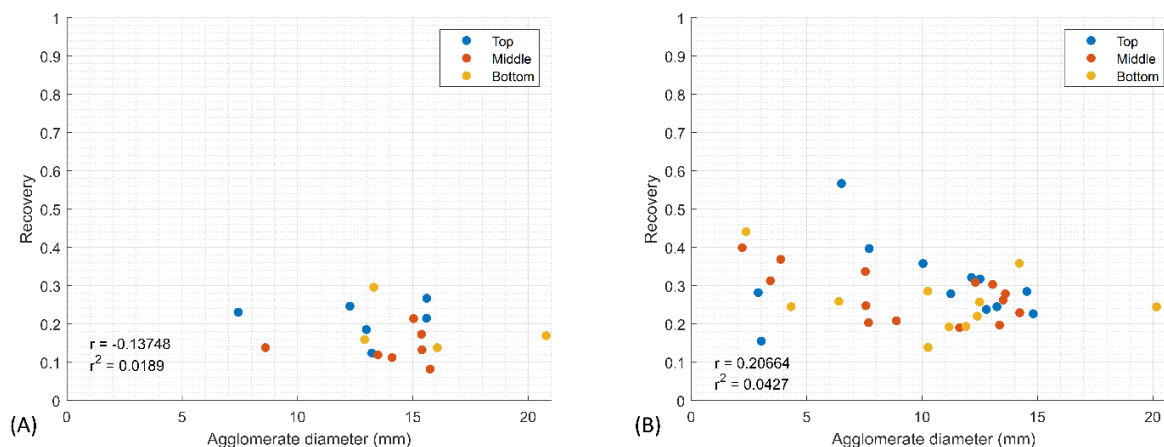 1
0.9
0.8
0.7
0.6
0.5
0.4
0.3
0.2
0.1
0
Recovery
Top
Middle
Bottom
r = -0.13748
r² = 0.0189
0 5 10 15 20
Agglomerate diameter (mm)
(A)
1
0.9
0.8
0.7
0.6
0.5
0.4
0.3
0.2
0.1
0
Recovery
Top
Middle
Bottom
r = 0.20664
r² = 0.0427
0 5 10 15 20
Agglomerate diameter (mm)
(B)